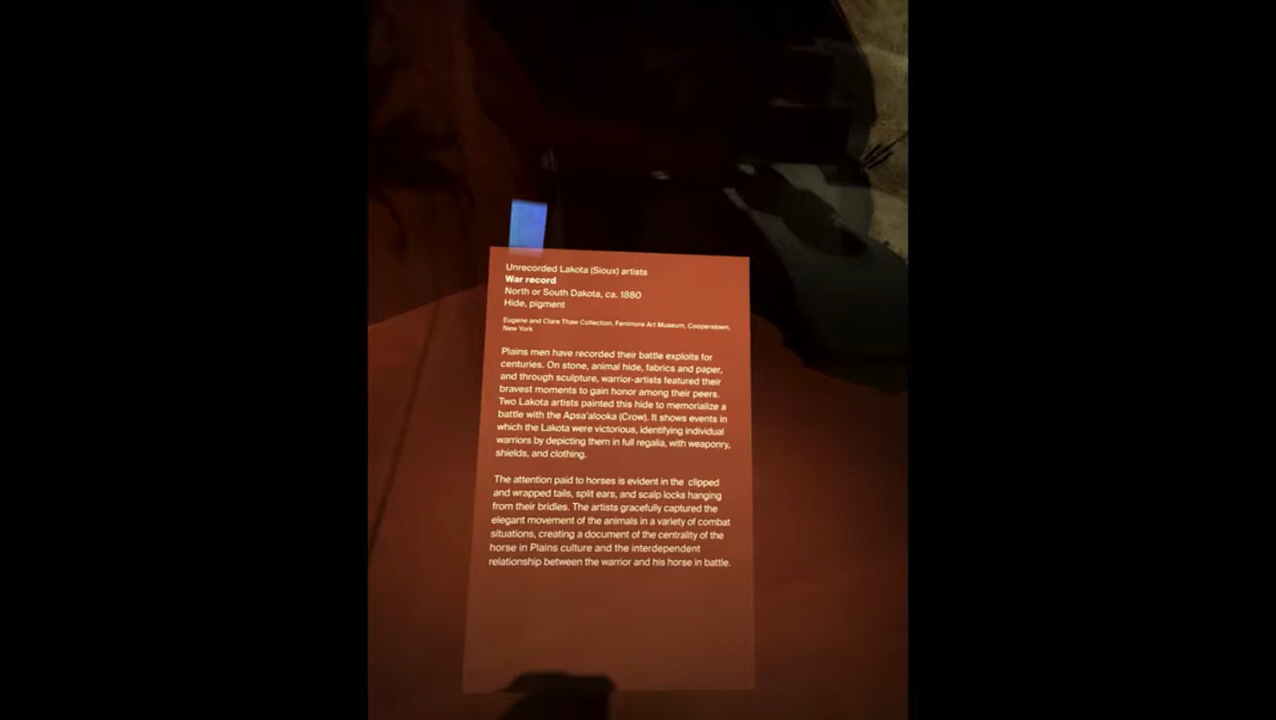 Unrecorded Lakota (Sioux) artists
War record
North or South Dakota, ca. 1880
Hide, pigment
Eugene and Clare Thaw Collection, Fenimore Art Museum, Cooperstown,
New York
Plains men have recorded their battle exploits for
centuries. On stone, animal hide, fabrics and paper,
and through sculpture, warrior-artists featured their
bravest moments to gain honor among their peers.
Two Lakota artists painted this hide to memorialize a
battle with the Apsa'alooka (Crow). It shows events in
which the Lakota were victorious, identifying individual
warriors by depicting them in full regalia, with weaponry,
shields, and clothing.
The attention paid to horses is evident in the clipped
and wrapped tails, split ears, and scalp locks hanging
from their bridles. The artists gracefully captured the
elegant movement of the animals in a variety of combat
situations, creating a document of the centrality of the
horse in Plains culture and the interdependent
relationship between the warrior and his horse in battle.